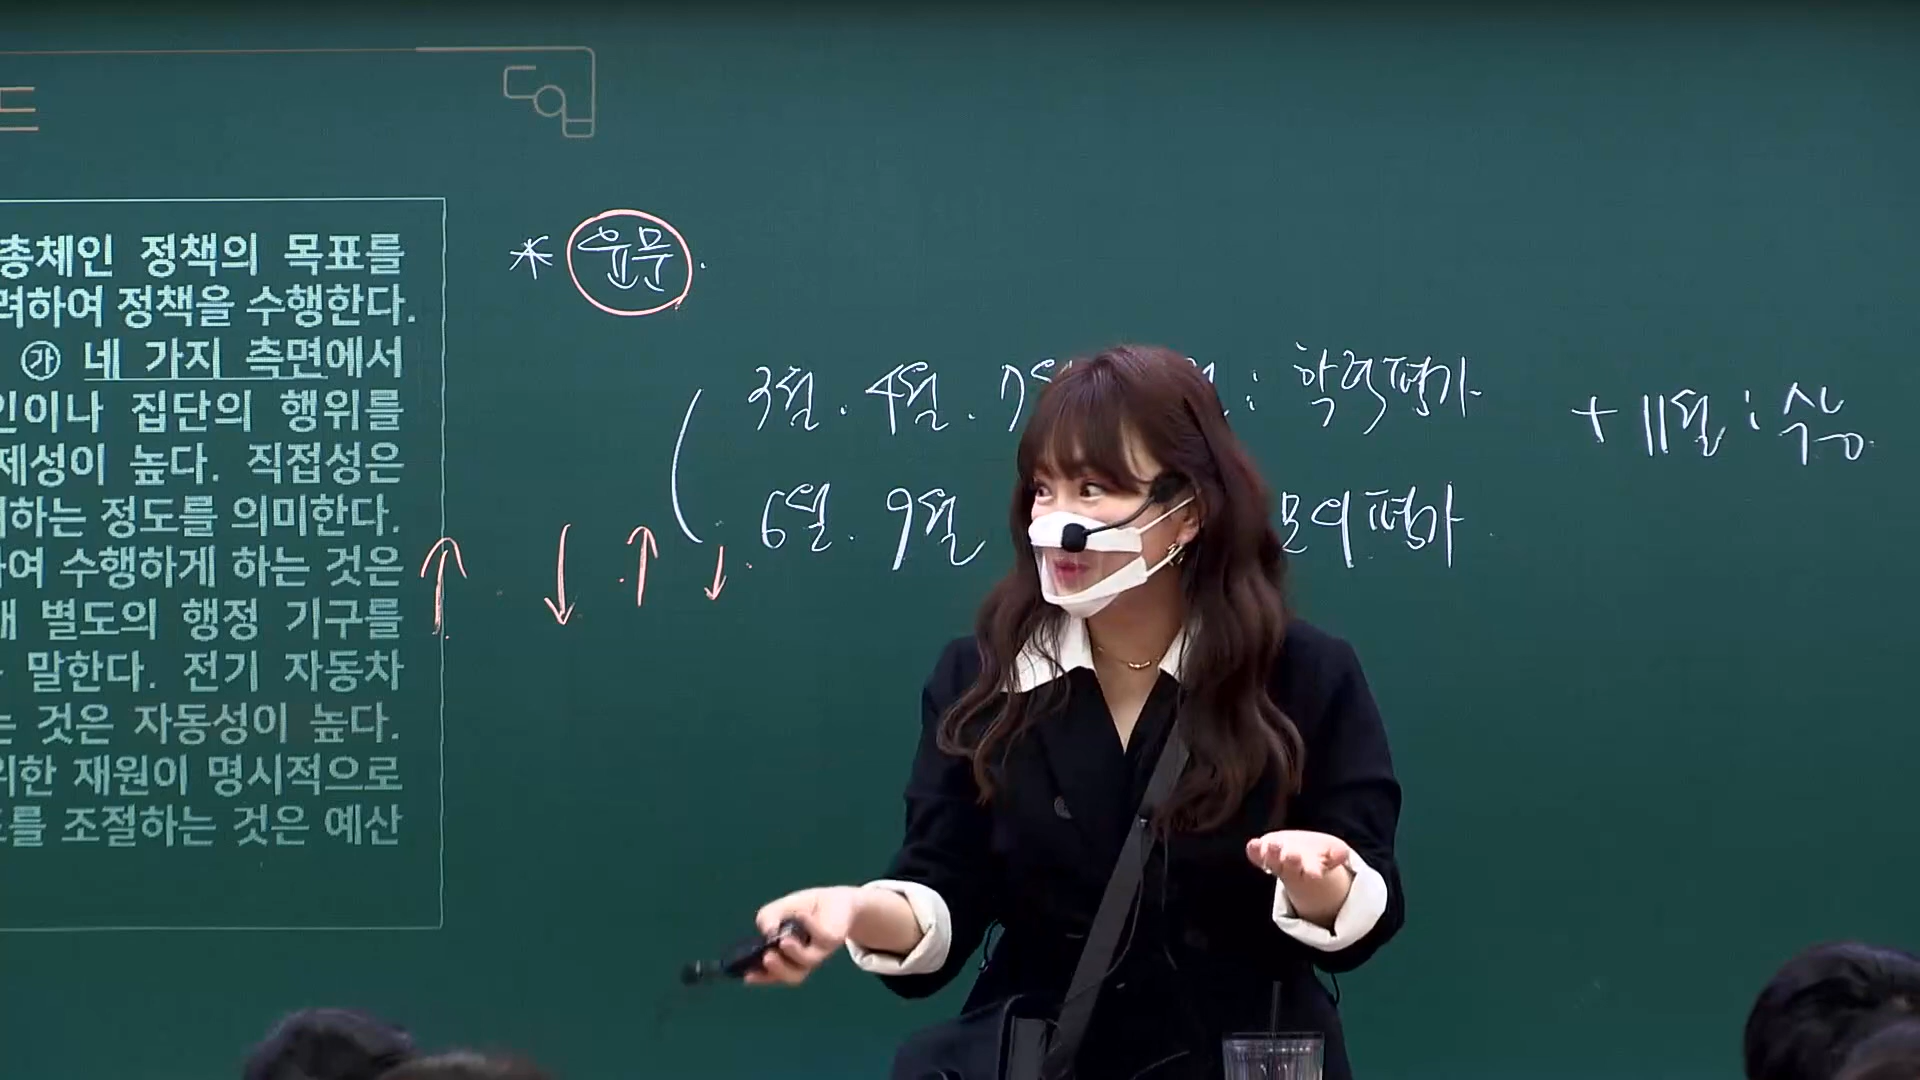 드
총체인 정책의 목표를
려하여 정책을 수행한다.
㉮ 네 가지 측면에서
인이나 집단의 행위를
제성이 높다. 직접성은
하는 정도를 의미한다.
하여 수행하게 하는 것은
해 별도의 행정 기구를
말한다. 전기 자동차
는 것은 자동성이 높다.
위한 재원이 명시적으로
도를 조절하는 것은 예산
* 윤문.
3월. 4월. 7월 : 학력평가
6월. 9월 모의평가.
+ 11월 : 수능